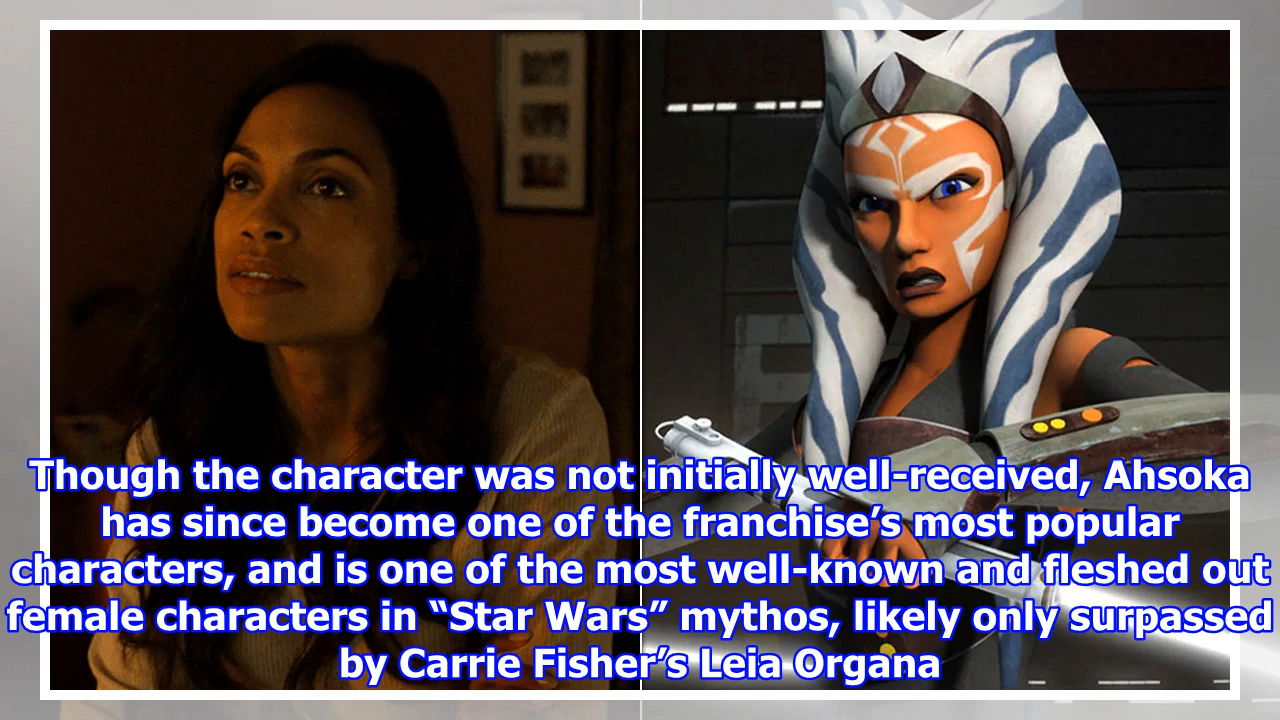 Though the character was not initially well-received, Ahsoka
has since become one of the franchise’s most popular
characters, and is one of the most well-known and fleshed out
female characters in “Star Wars” mythos, likely only surpassed
by Carrie Fisher’s Leia Organa